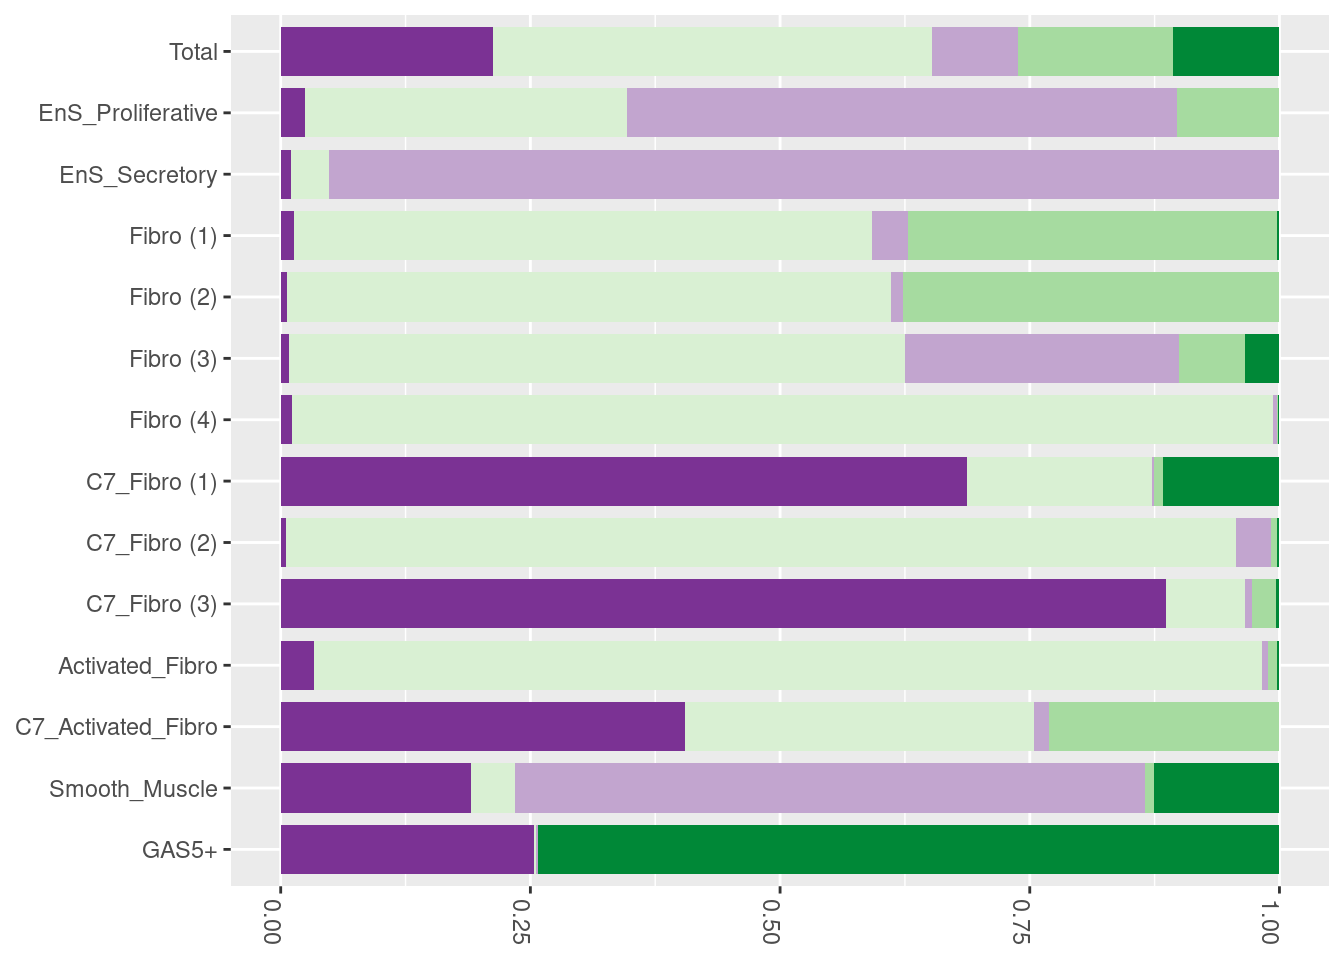 Total
EnS_Proliferative
EnS_Secretory
Fibro (1)
Fibro (2)
Fibro (3)
Fibro (4)
C7_Fibro (1)
C7_Fibro (2)
C7_Fibro (3)
Activated_Fibro
C7_Activated_Fibro
Smooth_Muscle
GAS5+
0.00
0.25
0.50
0.75
1.00